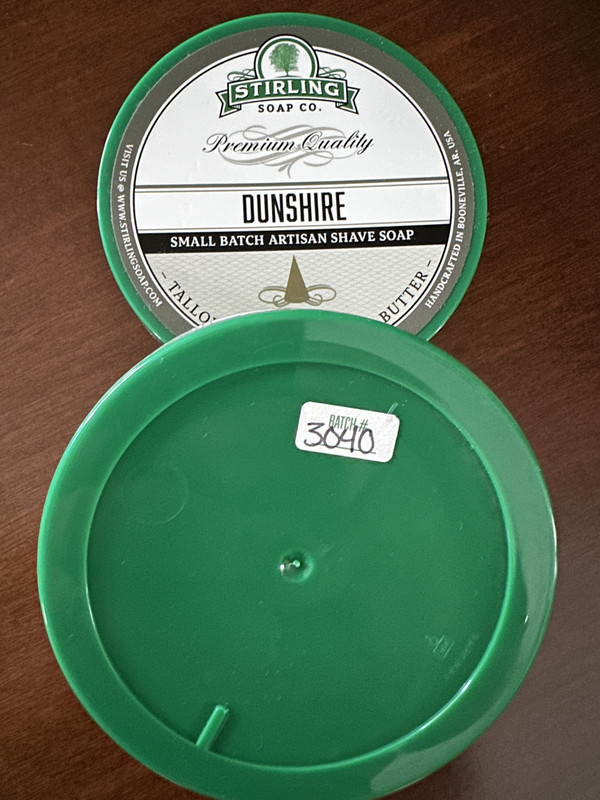 STIRLING
SOAP CO.
Premium Quality
VISIT US @ WWW.STIRLINGSOAP.COM
HANDCRAFTED IN BOONEVILLE, AR, USA
DUNSHIRE
SMALL BATCH ARTISAN SHAVE SOAP
– TALLO
BUTTER –
BATCH #
3040